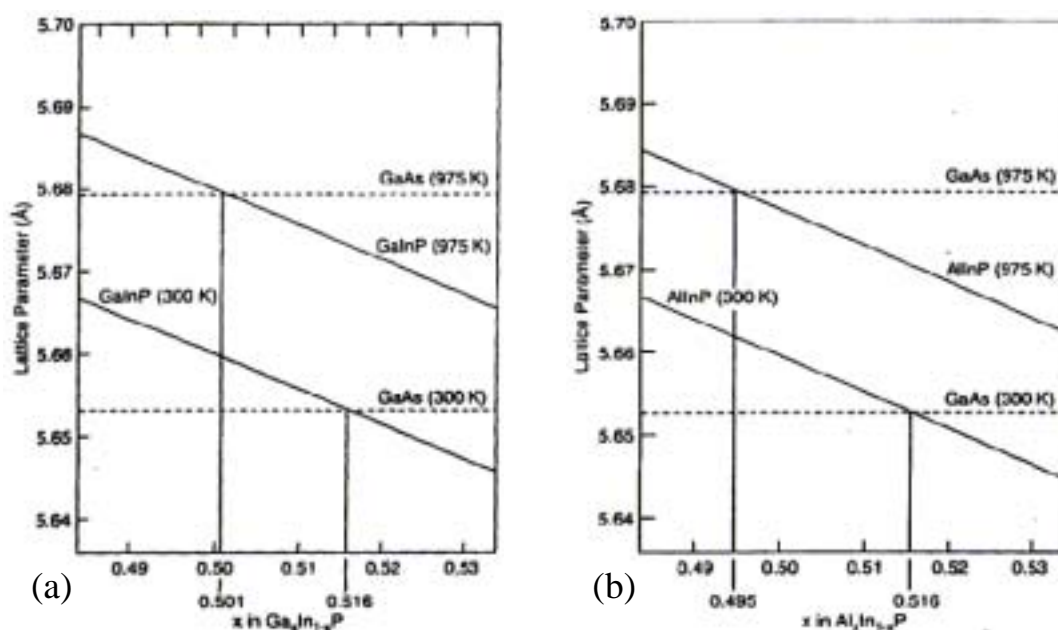 5.70
5.69
5.68
5.67
5.66
5.65
5.64
Lattice Parameter (Å)
GaAs (975 K)
GaInP (975 K)
GaInP (300 K)
GaAs (300 K)
0.49 0.50 0.51 0.52 0.53
0.501 0.516
x in GaₓIn₁₋ₓP
(a)
5.70
5.69
5.68
5.67
5.66
5.65
5.64
Lattice Parameter (Å)
GaAs (975 K)
AlInP (975 K)
AlInP (300 K)
GaAs (300 K)
0.49 0.50 0.51 0.52 0.53
0.495 0.516
x in AlₓIn₁₋ₓP
(b)